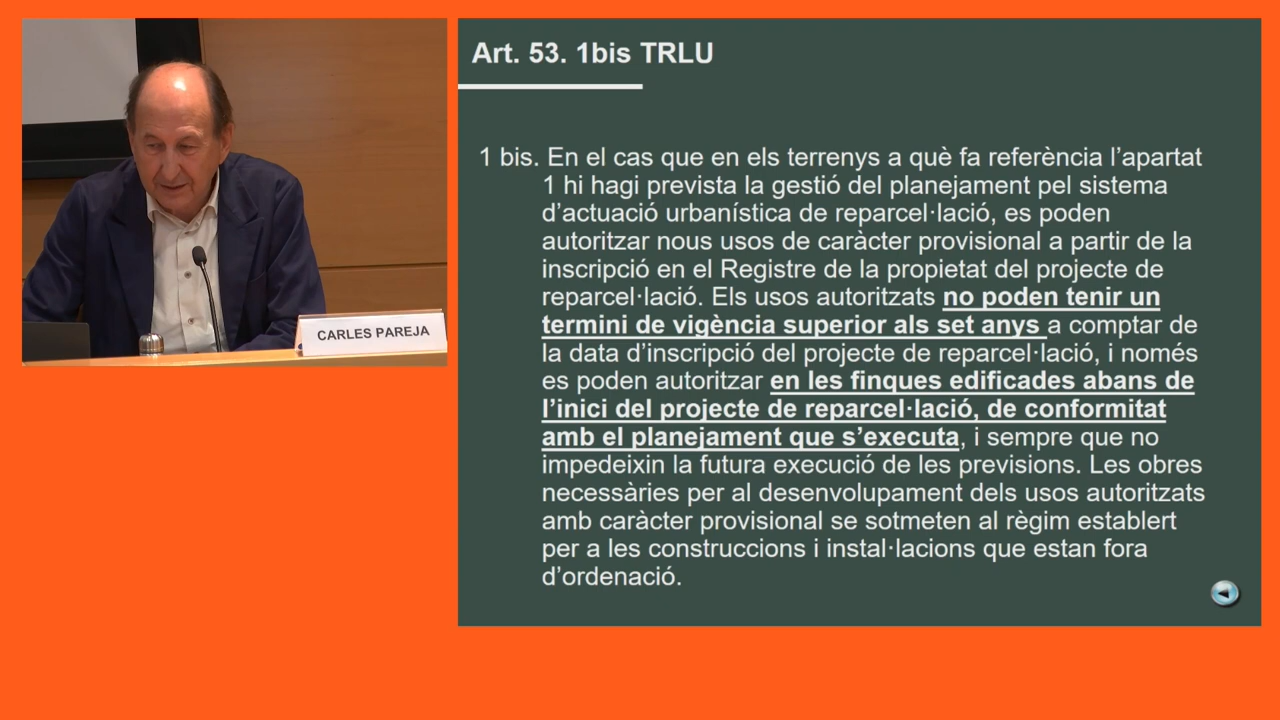 Art. 53. 1bis TRLU
1 bis. En el cas que en els terrenys a què fa referència l’apartat
1 hi hagi prevista la gestió del planejament pel sistema
d’actuació urbanística de reparcel·lació, es poden
autoritzar nous usos de caràcter provisional a partir de la
inscripció en el Registre de la propietat del projecte de
reparcel·lació. Els usos autoritzats no poden tenir un
termini de vigència superior als set anys a comptar de
la data d’inscripció del projecte de reparcel·lació, i només
es poden autoritzar en les finques edificades abans de
l’inici del projecte de reparcel·lació, de conformitat
amb el planejament que s’executa, i sempre que no
impedeixin la futura execució de les previsions. Les obres
necessàries per al desenvolupament dels usos autoritzats
amb caràcter provisional se sotmeten al règim establert
per a les construccions i instal·lacions que estan fora
d’ordenació.
CARLES PAREJA